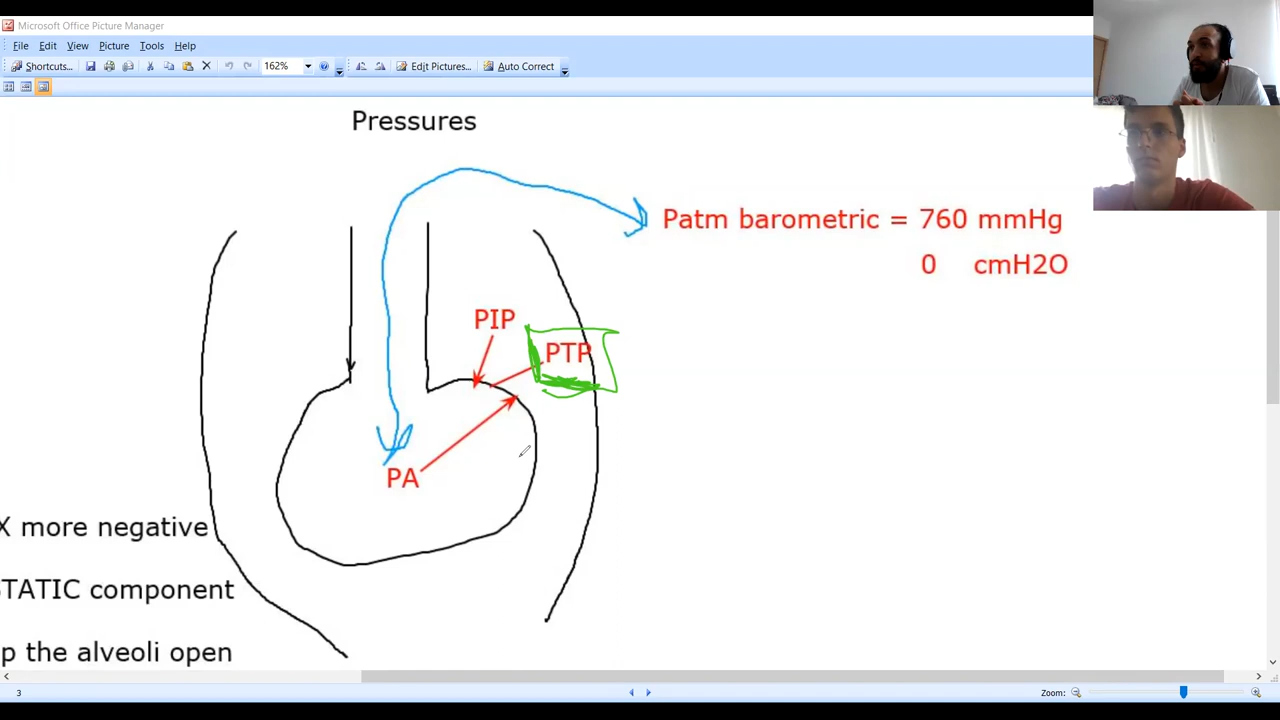 Microsoft Office Picture Manager
File Edit View Picture Tools Help
Shortcuts... 162% Edit Pictures... Auto Correct
Pressures
Patm barometric = 760 mmHg
0 cmH2O
PIP
PTP
PA
X more negative
STATIC component
p the alveoli open
3 Zoom: